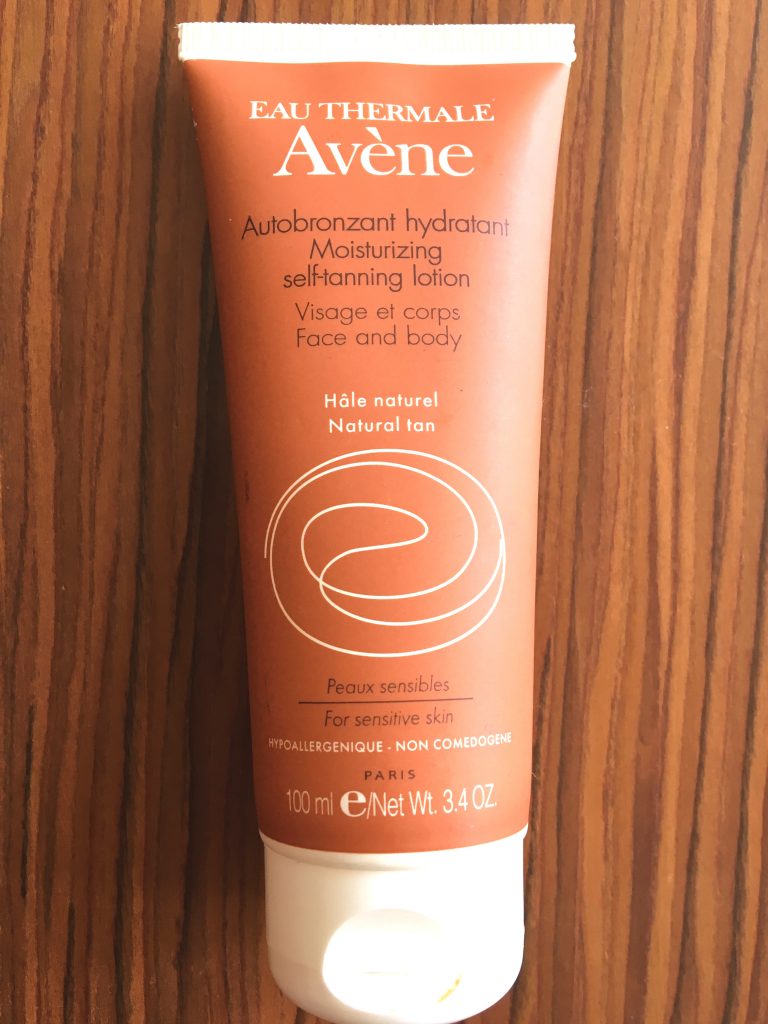 EAU THERMALE
Avène
Autobronzant hydratant
Moisturizing
self-tanning lotion
Visage et corps
Face and body
Hâle naturel
Natural tan
Peaux sensibles
For sensitive skin
HYPOALLERGENIQUE - NON COMEDOGENE
PARIS
100 ml e/Net Wt. 3.4 OZ.